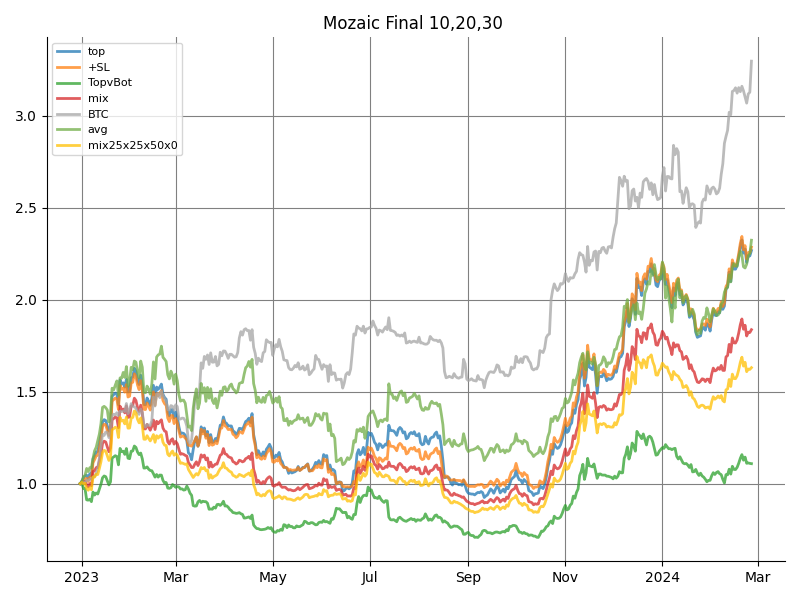 Mozaic Final 10,20,30
top
+SL
TopvBot
mix
BTC
avg
mix25x25x50x0
3.0
2.5
2.0
1.5
1.0
2023
Mar
May
Jul
Sep
Nov
2024
Mar